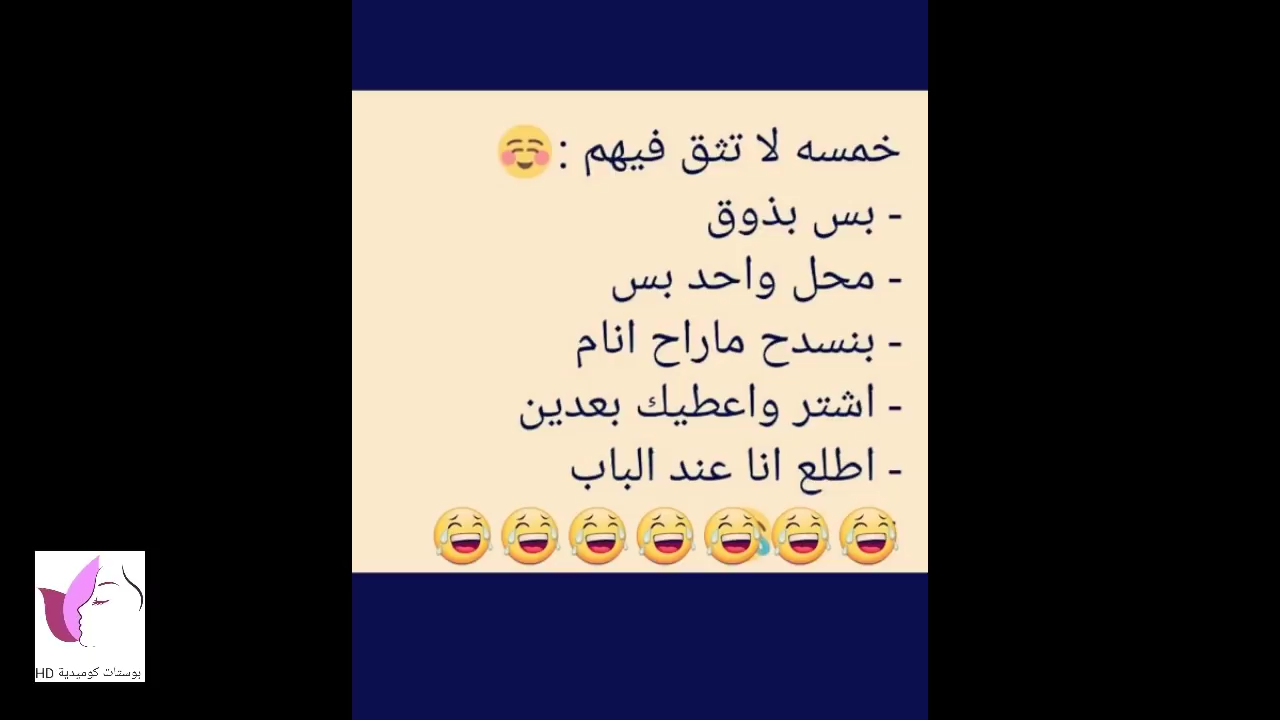 خمسه لا تثق فيهم : ☺️
- بس بذوق
- محل واحد بس
- بنسدح ماراح انام
- اشتر واعطيك بعدين
- اطلع انا عند الباب
😂😂😂😂😂😂😂
بوستات كوميدية HD